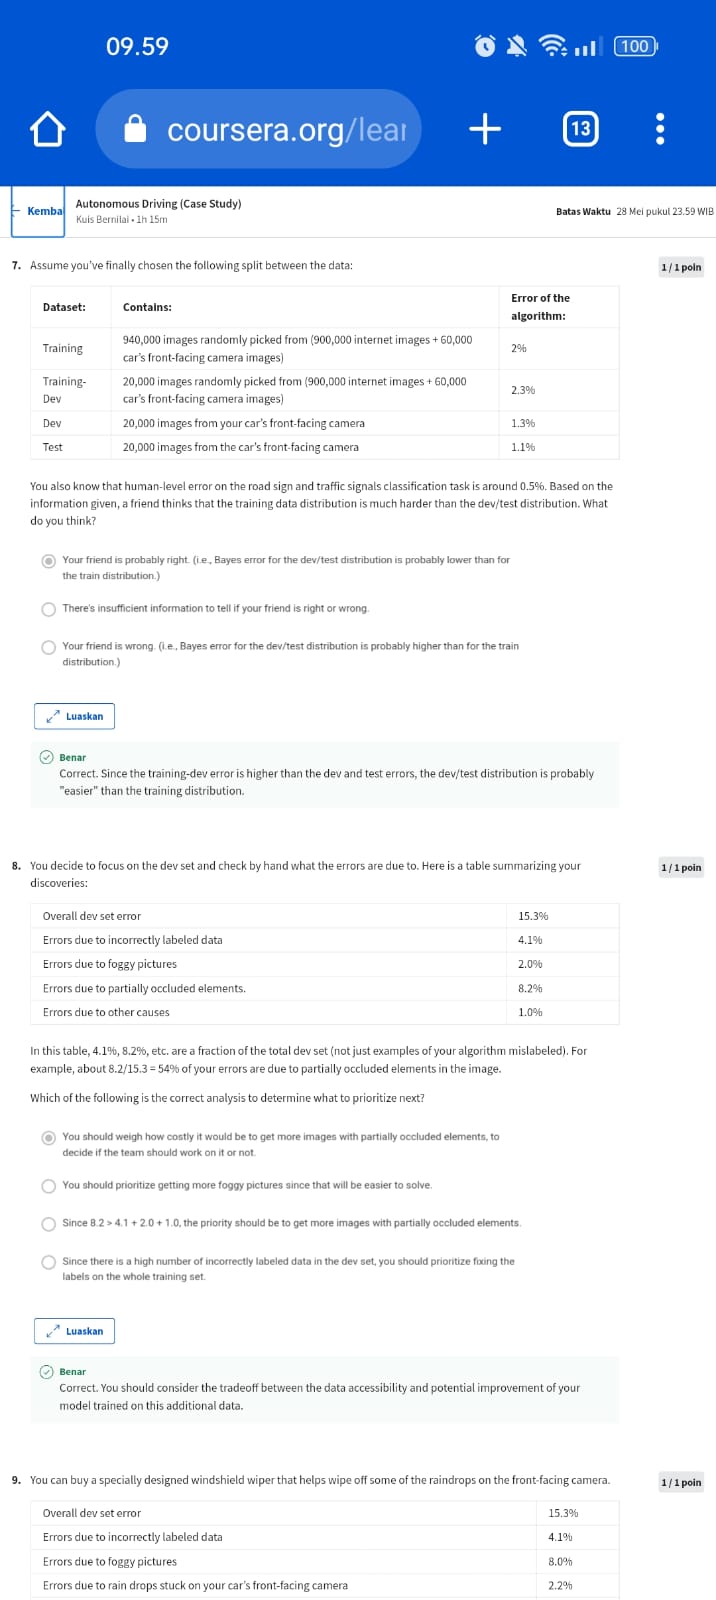 09.59
100
coursera.org/lear
13
Kemba
Autonomous Driving (Case Study)
Kuis Bernilai • 1h 15m
Batas Waktu 28 Mei pukul 23.59 WIB
7. Assume you've finally chosen the following split between the data:
1 / 1 poin
Dataset: Contains: Error of the algorithm:
Training 940,000 images randomly picked from (900,000 internet images + 60,000 car's front-facing camera images) 2%
Training-Dev 20,000 images randomly picked from (900,000 internet images + 60,000 car's front-facing camera images) 2.3%
Dev 20,000 images from your car's front-facing camera 1.3%
Test 20,000 images from the car's front-facing camera 1.1%
You also know that human-level error on the road sign and traffic signals classification task is around 0.5%. Based on the
information given, a friend thinks that the training data distribution is much harder than the dev/test distribution. What
do you think?
Your friend is probably right. (i.e., Bayes error for the dev/test distribution is probably lower than for
the train distribution.)
There's insufficient information to tell if your friend is right or wrong.
Your friend is wrong. (i.e., Bayes error for the dev/test distribution is probably higher than for the train
distribution.)
Luaskan
Benar
Correct. Since the training-dev error is higher than the dev and test errors, the dev/test distribution is probably
"easier" than the training distribution.
8. You decide to focus on the dev set and check by hand what the errors are due to. Here is a table summarizing your
discoveries:
1 / 1 poin
Overall dev set error 15.3%
Errors due to incorrectly labeled data 4.1%
Errors due to foggy pictures 2.0%
Errors due to partially occluded elements. 8.2%
Errors due to other causes 1.0%
In this table, 4.1%, 8.2%, etc. are a fraction of the total dev set (not just examples of your algorithm mislabeled). For
example, about 8.2/15.3 = 54% of your errors are due to partially occluded elements in the image.
Which of the following is the correct analysis to determine what to prioritize next?
You should weigh how costly it would be to get more images with partially occluded elements, to
decide if the team should work on it or not.
You should prioritize getting more foggy pictures since that will be easier to solve.
Since 8.2 > 4.1 + 2.0 + 1.0, the priority should be to get more images with partially occluded elements.
Since there is a high number of incorrectly labeled data in the dev set, you should prioritize fixing the
labels on the whole training set.
Luaskan
Benar
Correct. You should consider the tradeoff between the data accessibility and potential improvement of your
model trained on this additional data.
9. You can buy a specially designed windshield wiper that helps wipe off some of the raindrops on the front-facing camera.
1 / 1 poin
Overall dev set error 15.3%
Errors due to incorrectly labeled data 4.1%
Errors due to foggy pictures 8.0%
Errors due to rain drops stuck on your car's front-facing camera 2.2%